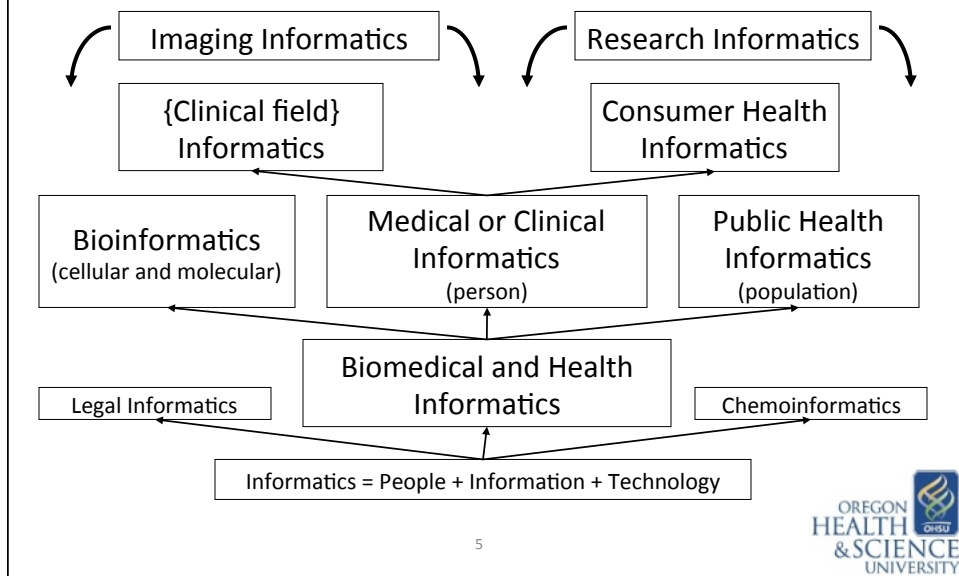 Imaging Informatics
Research Informatics
{Clinical field}
Informatics
Consumer Health
Informatics
Bioinformatics
(cellular and molecular)
Medical or Clinical
Informatics
(person)
Public Health
Informatics
(population)
Biomedical and Health
Informatics
Legal Informatics
Chemoinformatics
Informatics = People + Information + Technology
5
OREGON
HEALTH
OHSU
& SCIENCE
UNIVERSITY